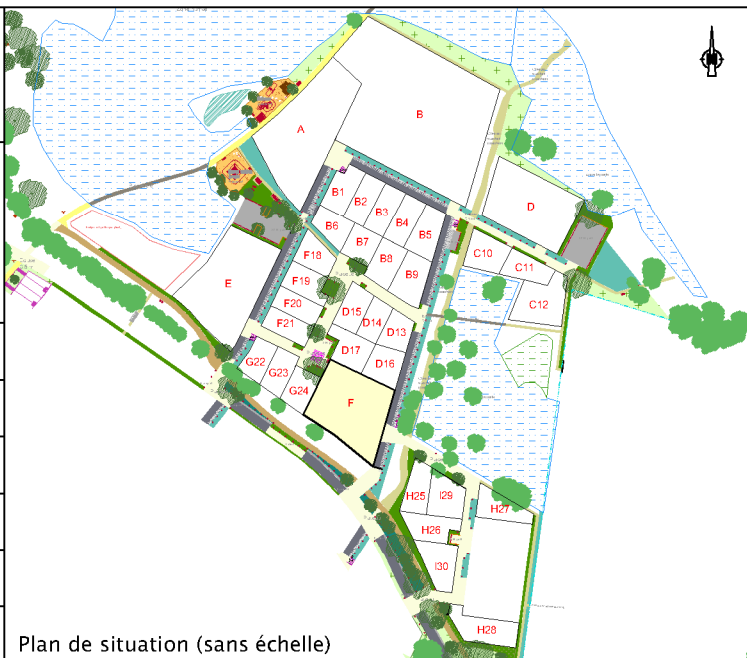 B
A
B1
B2
B3
B4
B5
D
B6
B7
B8
B9
C10
C11
C12
F18
F19
F20
F21
E
D15
D14
D13
D17
D16
G22
G23
G24
F
H25
I29
H26
I30
H27
H28
Plan de situation (sans échelle)